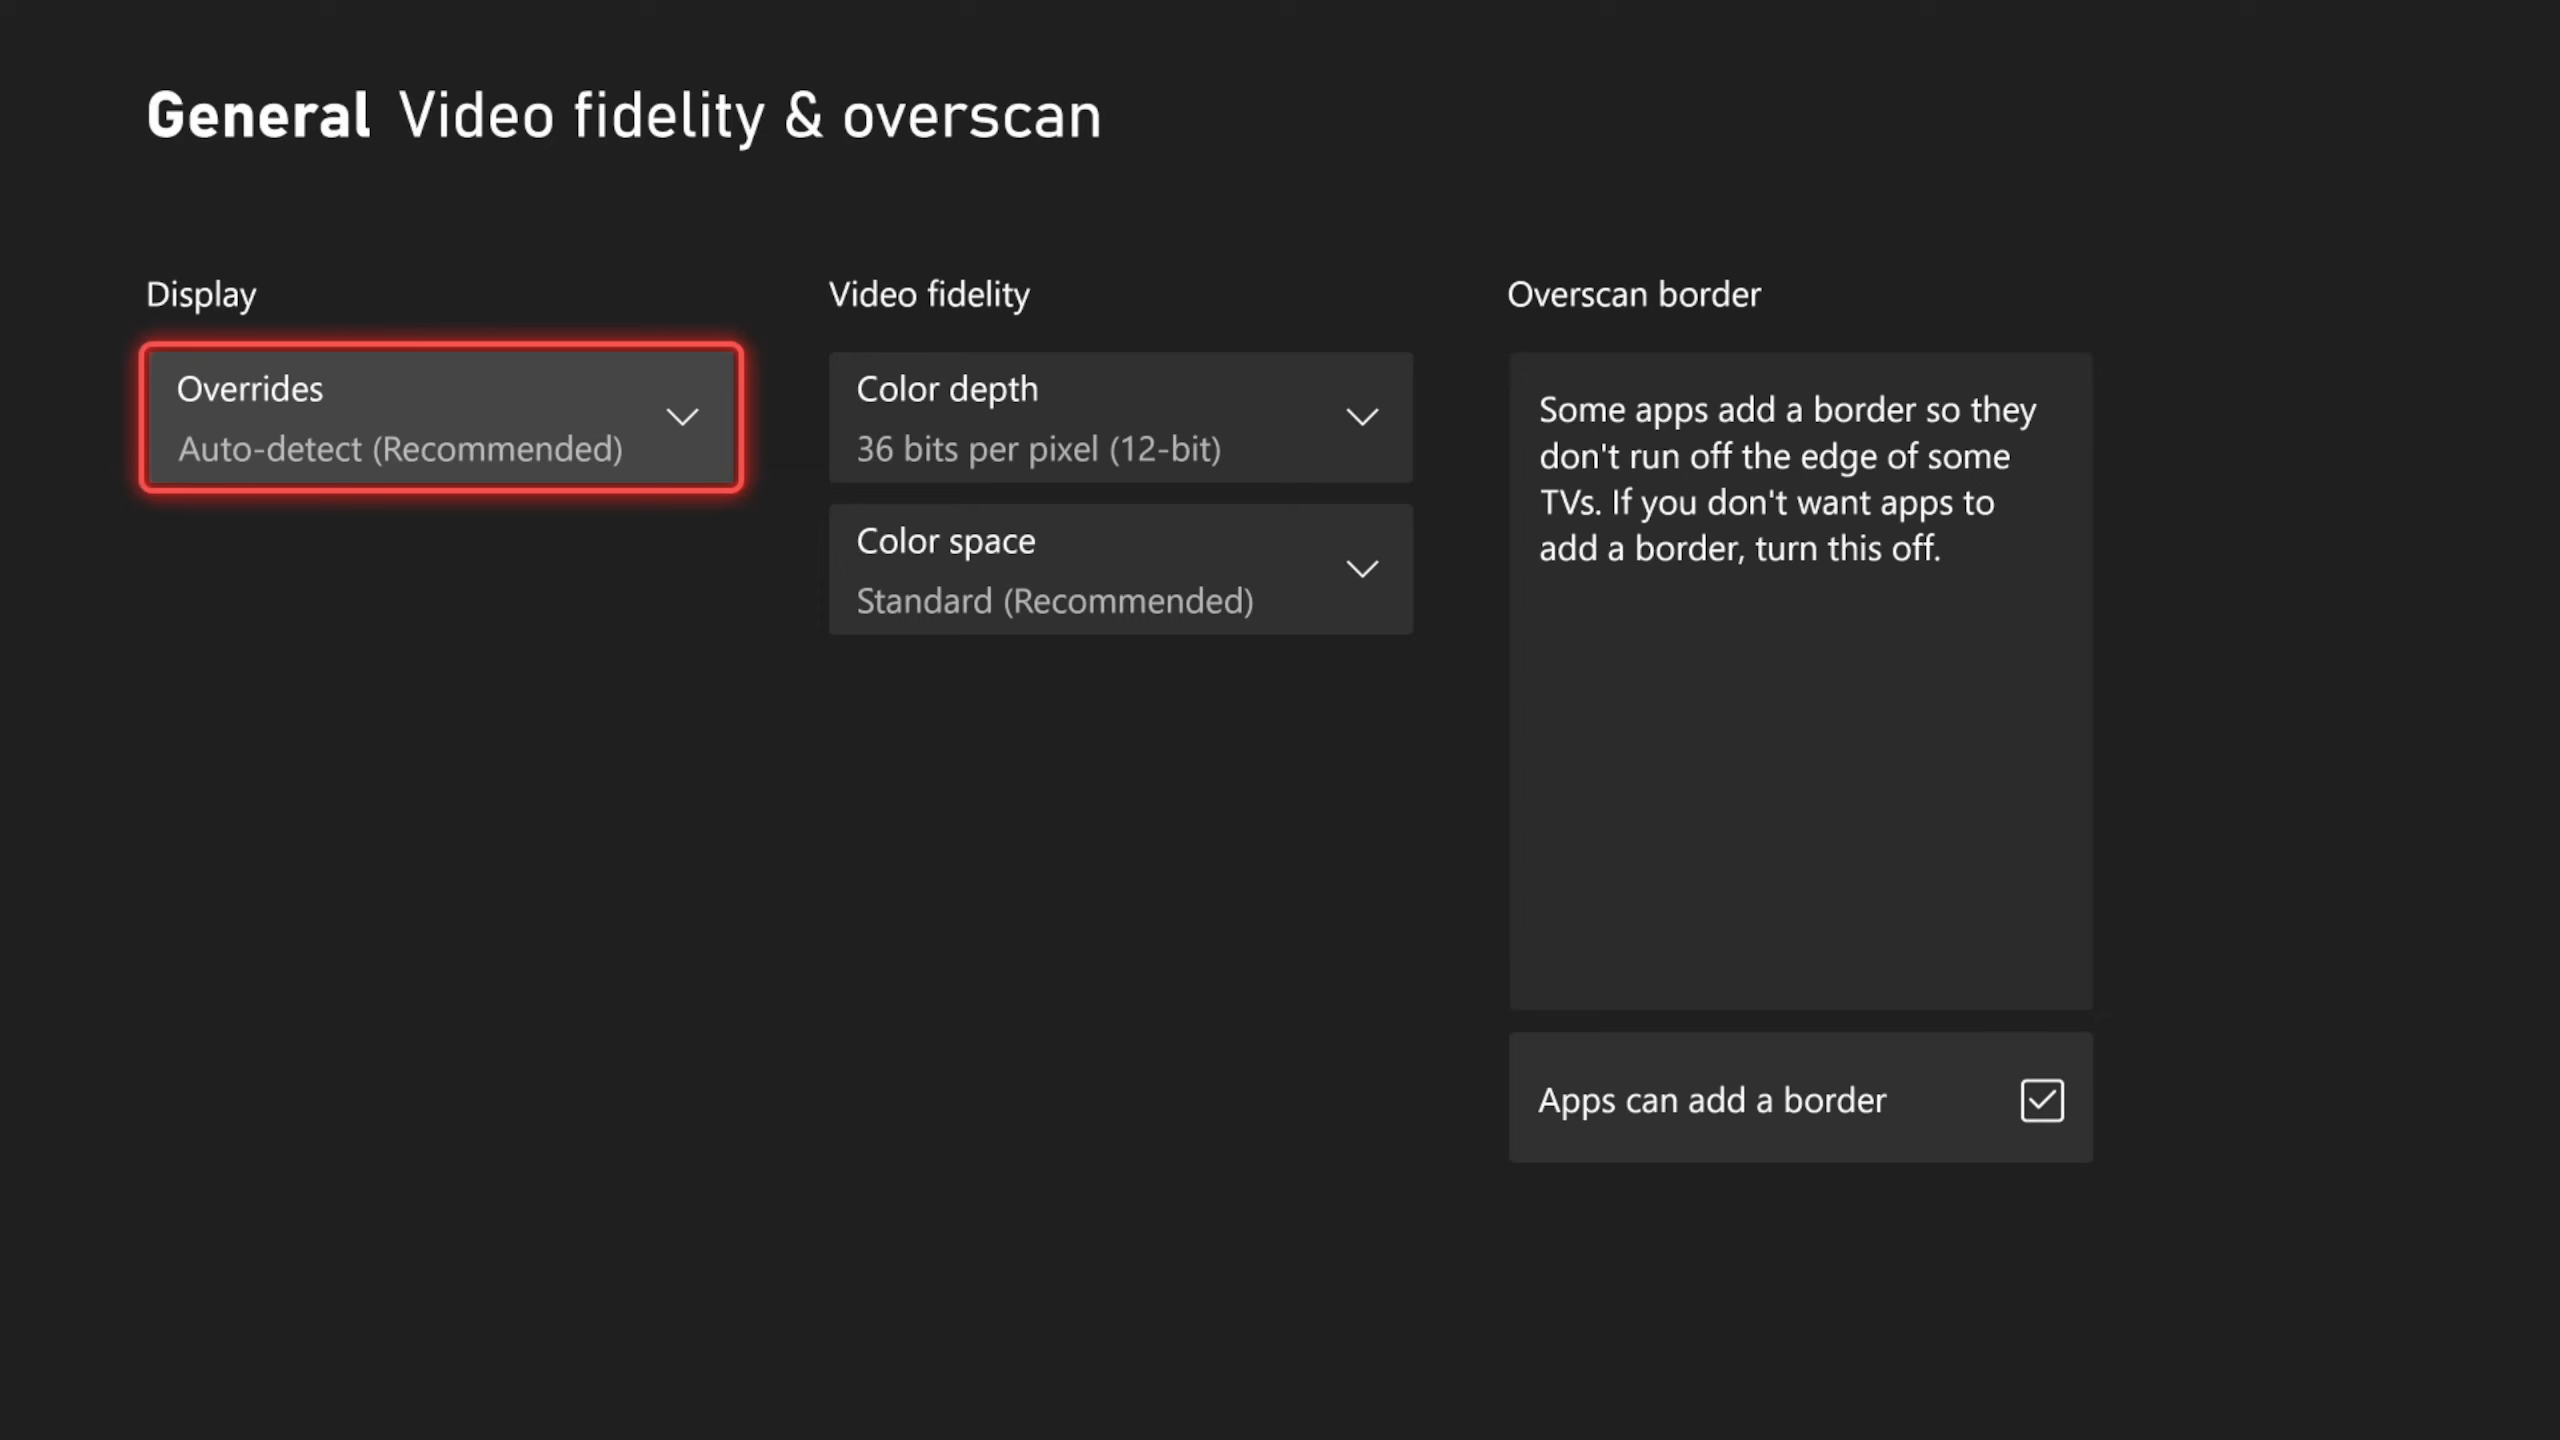 General Video fidelity & overscan
Display
Overrides
Auto-detect (Recommended)
Video fidelity
Color depth
36 bits per pixel (12-bit)
Color space
Standard (Recommended)
Overscan border
Some apps add a border so they
don't run off the edge of some
TVs. If you don't want apps to
add a border, turn this off.
Apps can add a border